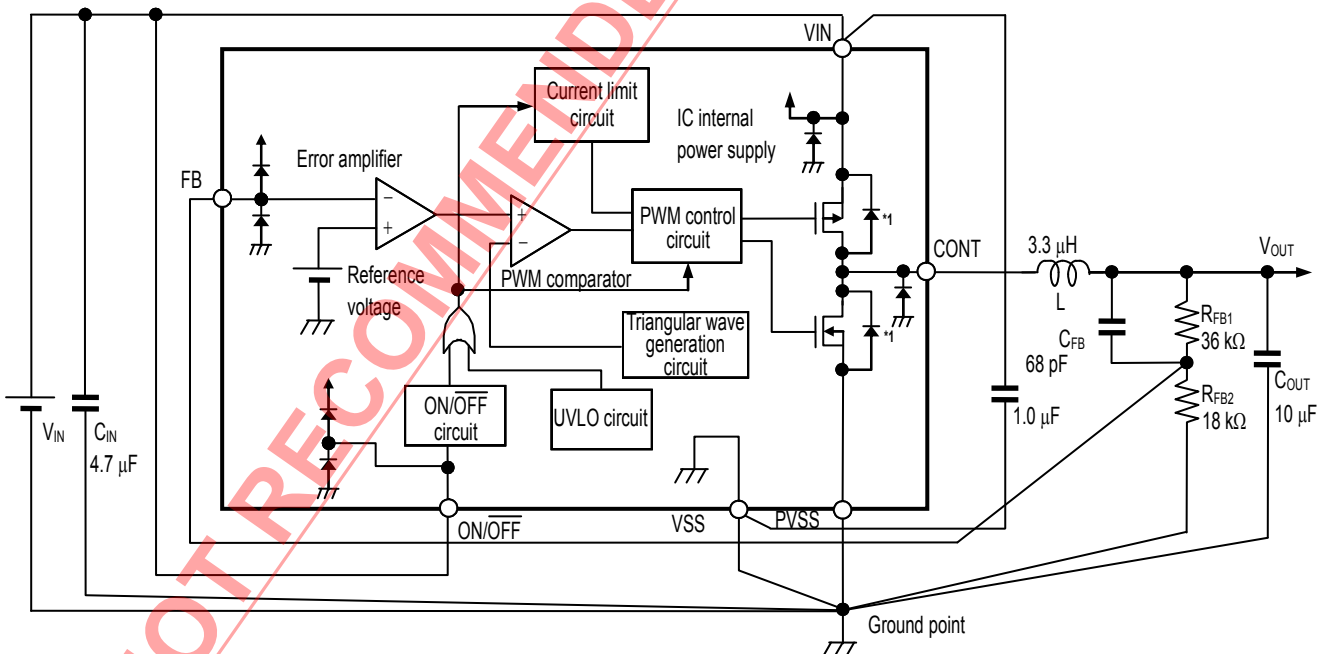 NOT RECOMMENDE
VIN
Current limit
circuit
IC internal
power supply
Error amplifier
FB
−
+
+
−
PWM control
circuit
*1
CONT
3.3 μH
L
VOUT
Reference
voltage
PWM comparator
Triangular wave
generation
circuit
*1
CFB
68 pF
RFB1
36 kΩ
RFB2
18 kΩ
COUT
10 μF
1.0 μF
VIN
CIN
4.7 μF
ON/OFF
circuit
UVLO circuit
ON/OFF
VSS
PVSS
Ground point